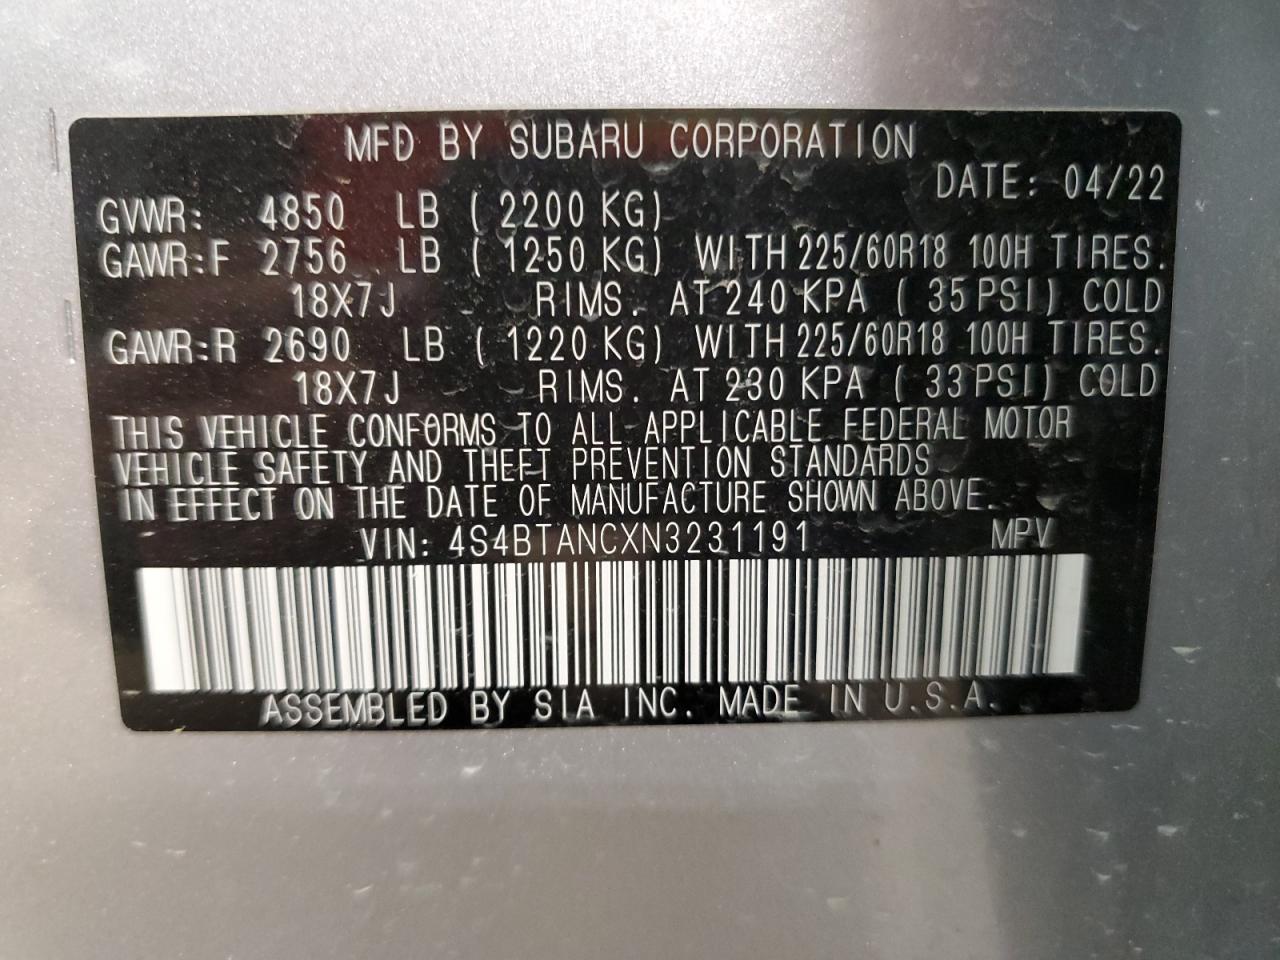 MFD BY SUBARU CORPORATION
DATE: 04/22
GVWR: 4850 LB ( 2200 KG)
GAWR:F 2756 LB ( 1250 KG) WITH 225/60R18 100H TIRES.
18X7J RIMS. AT 240 KPA ( 35 PSI) COLD
GAWR:R 2690 LB ( 1220 KG) WITH 225/60R18 100H TIRES.
18X7J RIMS. AT 230 KPA ( 33 PSI) COLD
THIS VEHICLE CONFORMS TO ALL APPLICABLE FEDERAL MOTOR
VEHICLE SAFETY AND THEFT PREVENTION STANDARDS
IN EFFECT ON THE DATE OF MANUFACTURE SHOWN ABOVE.
VIN: 4S4BTANCXN3231191 MPV
ASSEMBLED BY SIA INC. MADE IN U.S.A.